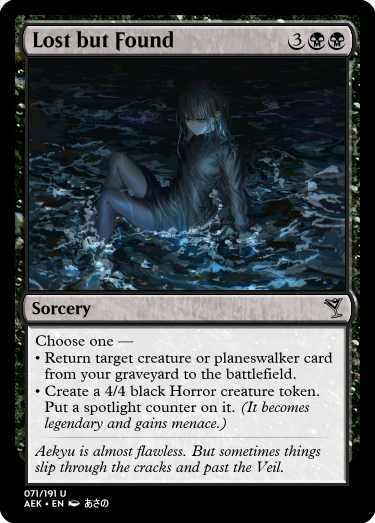 Lost but Found 3
Sorcery
Choose one —
• Return target creature or planeswalker card
from your graveyard to the battlefield.
• Create a 4/4 black Horror creature token.
Put a spotlight counter on it. (It becomes
legendary and gains menace.)
Aekyu is almost flawless. But sometimes things
slip through the cracks and past the Veil.
071/191 U
AEK • EN あさの